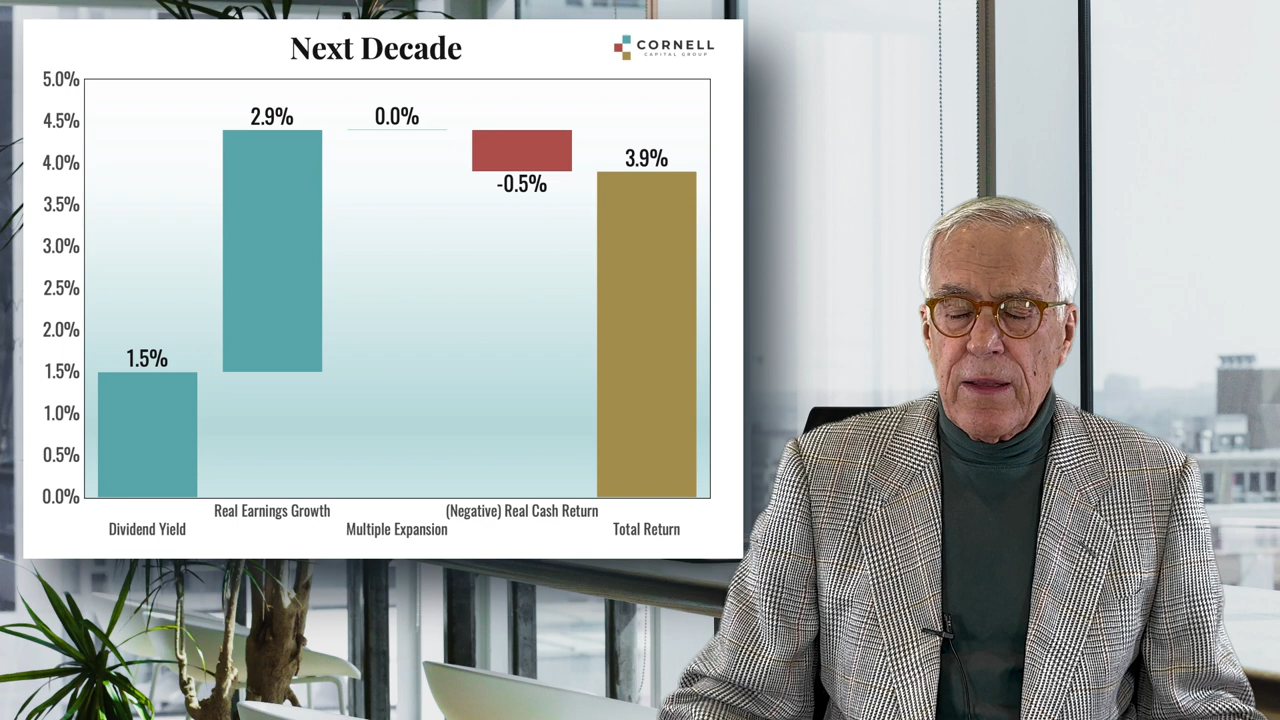 Next Decade
CORNELL
CAPITAL GROUP
5.0%
4.5%
4.0%
3.5%
3.0%
2.5%
2.0%
1.5%
1.0%
0.5%
0.0%
1.5%
2.9%
0.0%
-0.5%
3.9%
Dividend Yield
Real Earnings Growth
Multiple Expansion
(Negative) Real Cash Return
Total Return